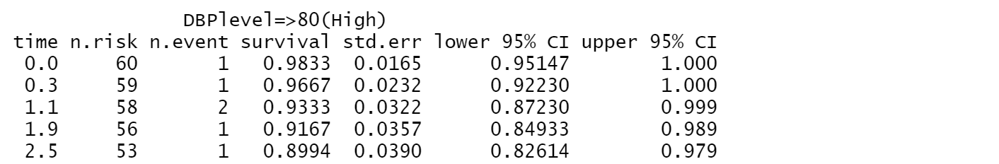 DBPlevel=>80(High)
time n.risk n.event survival std.err lower 95% CI upper 95% CI
0.0 60 1 0.9833 0.0165 0.95147 1.000
0.3 59 1 0.9667 0.0232 0.92230 1.000
1.1 58 2 0.9333 0.0322 0.87230 0.999
1.9 56 1 0.9167 0.0357 0.84933 0.989
2.5 53 1 0.8994 0.0390 0.82614 0.979